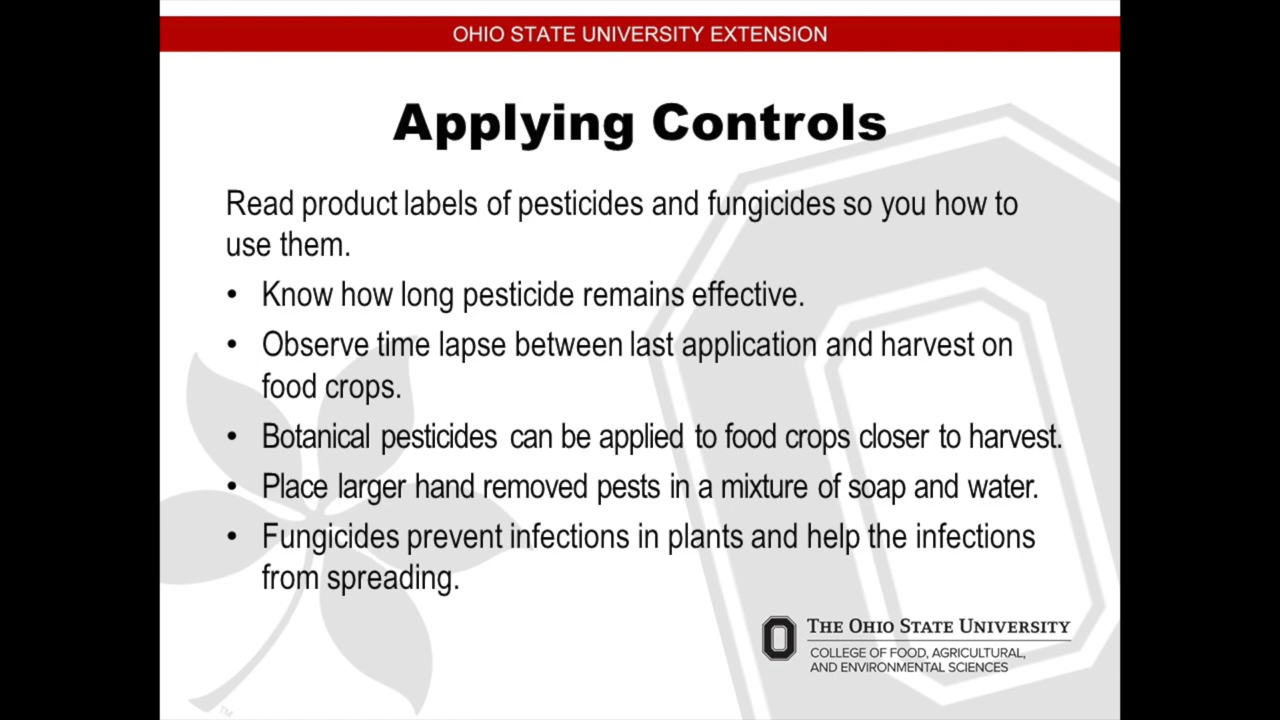 OHIO STATE UNIVERSITY EXTENSION
Applying Controls
Read product labels of pesticides and fungicides so you how to
use them.
• Know how long pesticide remains effective.
• Observe time lapse between last application and harvest on
food crops.
• Botanical pesticides can be applied to food crops closer to harvest.
• Place larger hand removed pests in a mixture of soap and water.
• Fungicides prevent infections in plants and help the infections
from spreading.
THE OHIO STATE UNIVERSITY
COLLEGE OF FOOD, AGRICULTURAL,
AND ENVIRONMENTAL SCIENCES
TM